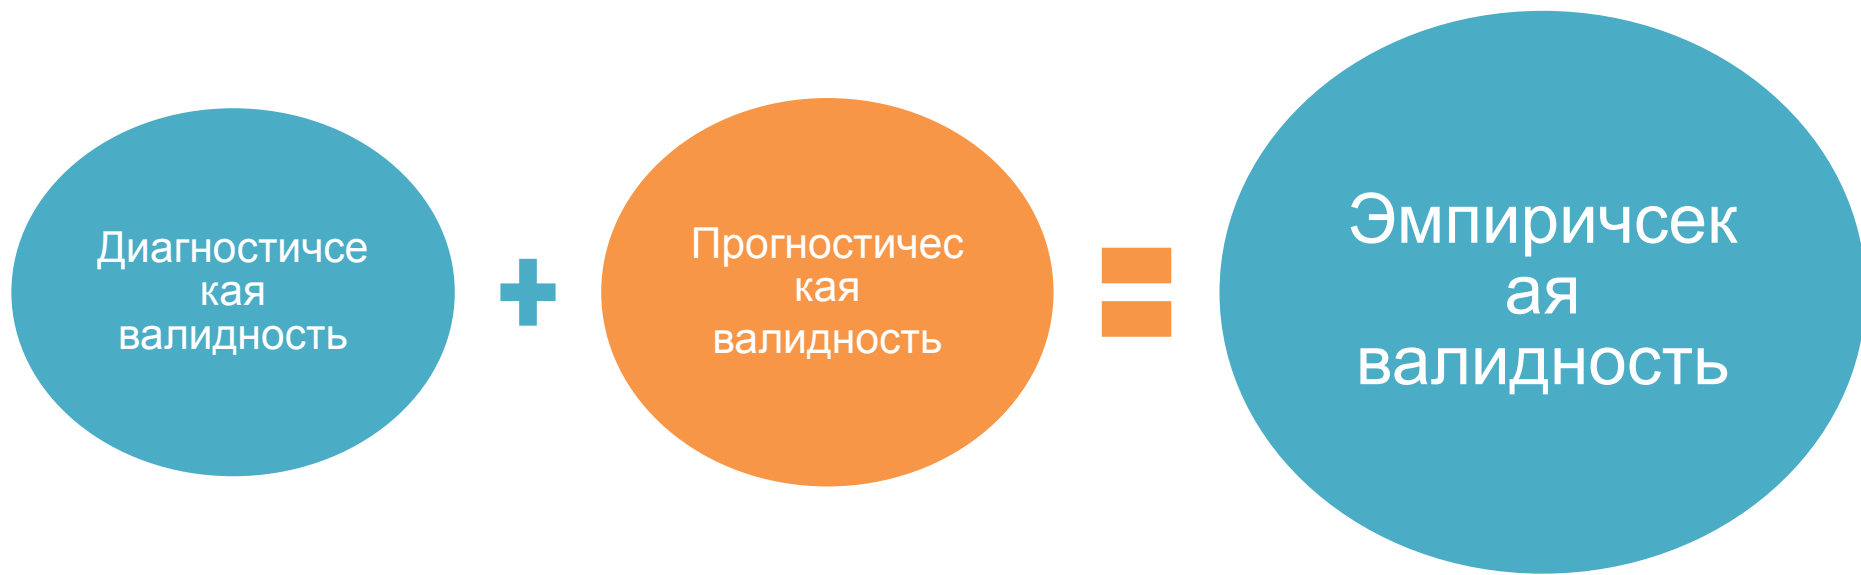 Диагностичсе
кая
валидность
Прогностичес
кая
валидность
Эмпиричсек
ая
валидность